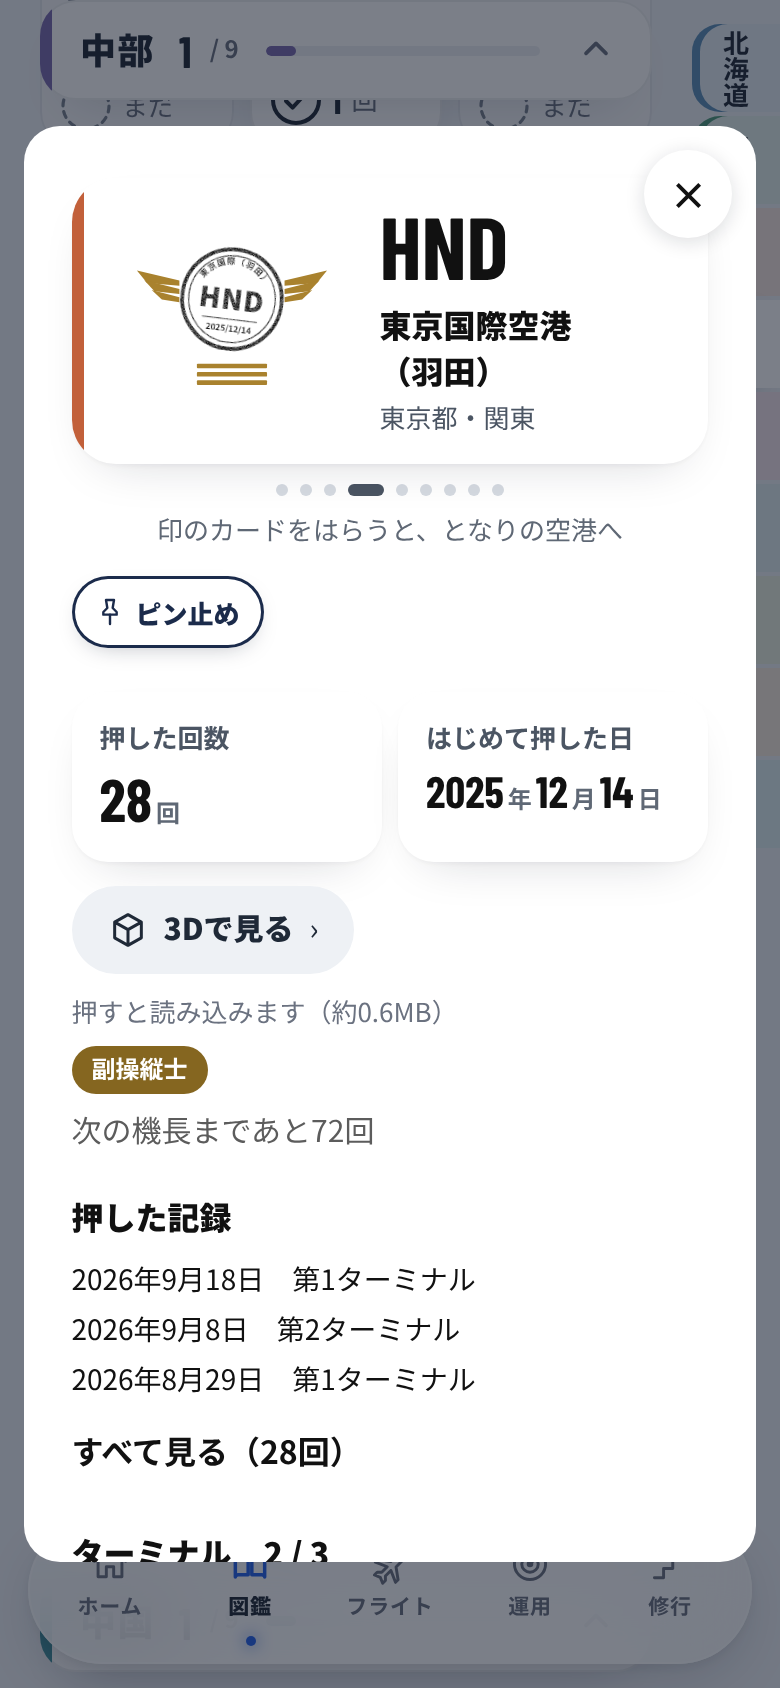 中部 1 / 9
北海道
まだ
1回
まだ
東京国際（羽田）
HND
2025/12/14
HND
東京国際空港
（羽田）
東京都・関東
印のカードをはらうと、となりの空港へ
ピン止め
押した回数
28回
はじめて押した日
2025年12月14日
3Dで見る ›
押すと読み込みます（約0.6MB）
副操縦士
次の機長まであと72回
押した記録
2026年9月18日　第1ターミナル
2026年9月8日　第2ターミナル
2026年8月29日　第1ターミナル
すべて見る（28回）
ターミナル　2 / 3
中国 1 /
ホーム
図鑑
フライト
運用
修行